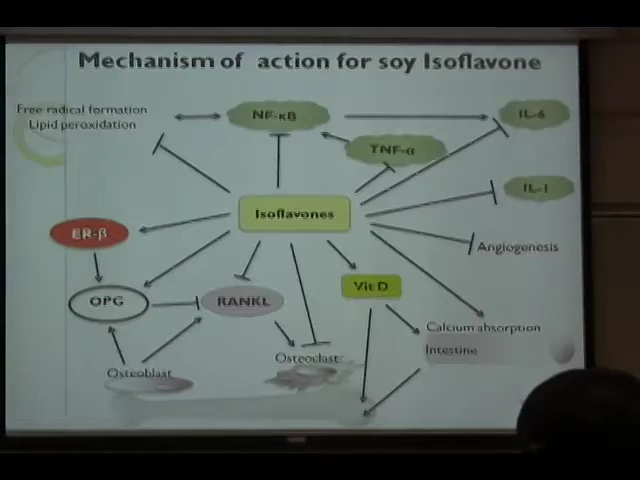 Mechanism of action for soy Isoflavone
Free radical formation
Lipid peroxidation
NF-κB
IL-6
TNF-α
IL-1
Isoflavones
ER-β
Angiogenesis
OPG
RANKL
Vit D
Calcium absorption
Intestine
Osteoclast
Osteoblast